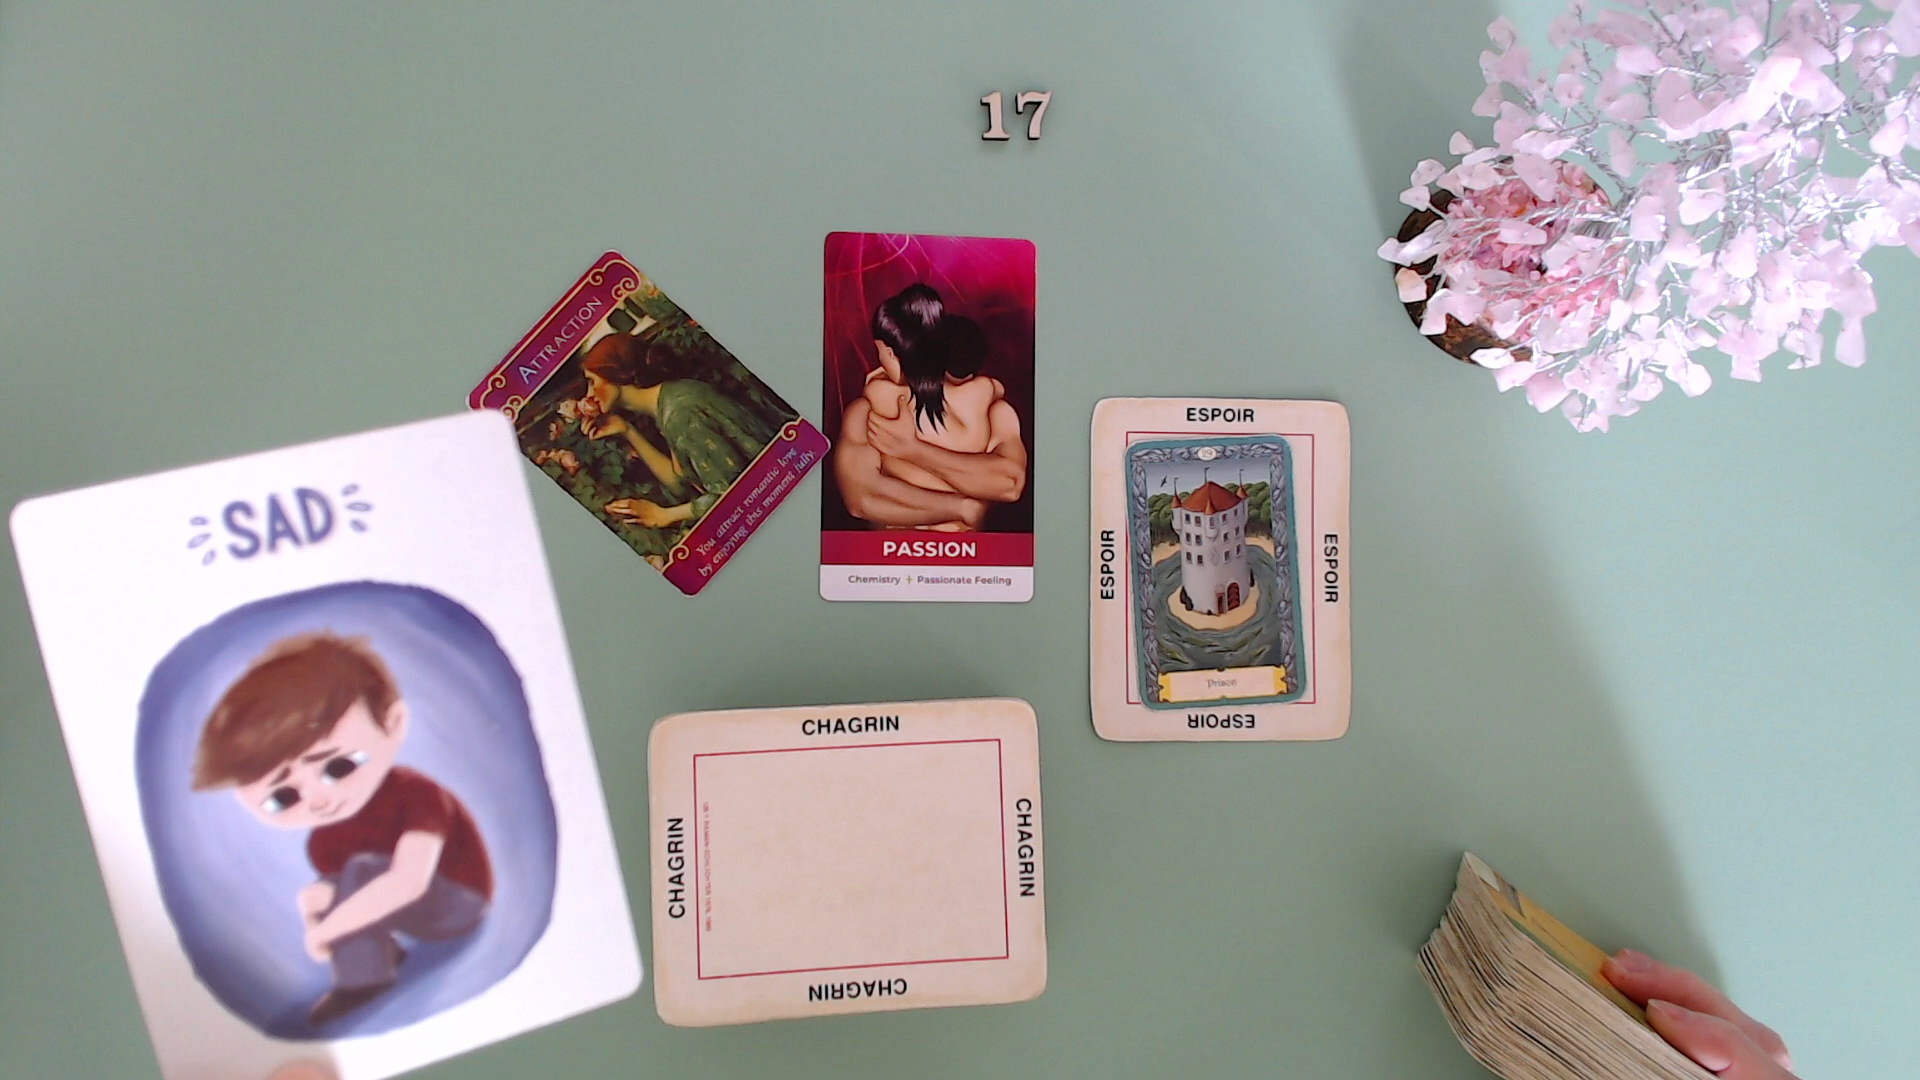 17
ATTRACTION
You attract romantic love
by enjoying this moment fully.
PASSION
Chemistry + Passionate Feeling
ESPOIR
ESPOIR
ESPOIR
ESPOIR
29
Prison
SAD
CHAGRIN
CHAGRIN
CHAGRIN
CHAGRIN